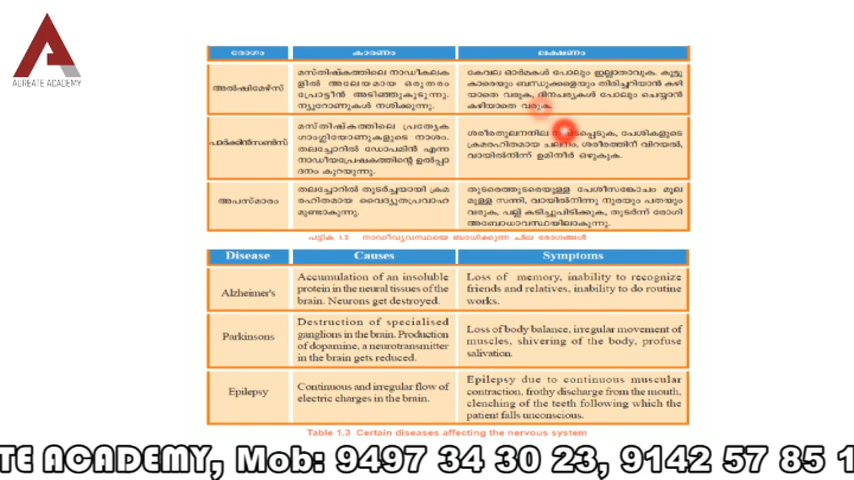 AUREATE ACADEMY
രോഗം കാരണം ലക്ഷണം
അൽഷിമേഴ്സ്
മസ്തിഷ്കത്തിലെ നാഡീകലക
ളിൽ അലേയമായ ഒരുതരം
പ്രോട്ടീൻ അടിഞ്ഞുകൂടുന്നു.
ന്യൂറോണുകൾ നശിക്കുന്നു.
കേവല ഓർമകൾ പോലും ഇല്ലാതാവുക. കൂട്ടു
കാരെയും ബന്ധുക്കളെയും തിരിച്ചറിയാൻ കഴി
യാതെ വരുക, ദിനചര്യകൾ പോലും ചെയ്യാൻ
കഴിയാതെ വരുക.
പാർക്കിൻസൺസ്
മസ്തിഷ്കത്തിലെ പ്രത്യേക
ഗാംഗ്ലിയോണുകളുടെ നാശം.
തലച്ചോറിൽ ഡോപമിൻ എന്ന
നാഡീയപ്രേഷകത്തിന്റെ ഉൽപ്പാ
ദനം കുറയുന്നു.
ശരീരതുലനനില നഷ്ടപ്പെടുക, പേശികളുടെ
ക്രമരഹിതമായ ചലനം, ശരീരത്തിന് വിറയൽ,
വായിൽനിന്ന് ഉമിനീർ ഒഴുകുക.
അപസ്മാരം
തലച്ചോറിൽ തുടർച്ചയായി ക്രമ
രഹിതമായ വൈദ്യുതപ്രവാഹ
മുണ്ടാകുന്നു.
തുടരെത്തുടരെയുള്ള പേശീസങ്കോചം മൂല
മുള്ള സന്നി, വായിൽനിന്നു നുരയും പതയും
വരുക, പല്ല് കടിച്ചുപിടിക്കുക, തുടർന്ന് രോഗി
അബോധാവസ്ഥയിലാകുന്നു.
പട്ടിക 1.3 നാഡീവ്യവസ്ഥയെ ബാധിക്കുന്ന ചില രോഗങ്ങൾ
Disease Causes Symptoms
Alzheimer's
Accumulation of an insoluble
protein in the neural tissues of the
brain. Neurons get destroyed.
Loss of memory, inability to recognize
friends and relatives, inability to do routine
works.
Parkinsons
Destruction of specialised
ganglions in the brain. Production
of dopamine, a neurotransmitter
in the brain gets reduced.
Loss of body balance, irregular movement of
muscles, shivering of the body, profuse
salivation.
Epilepsy
Continuous and irregular flow of
electric charges in the brain.
Epilepsy due to continuous muscular
contraction, frothy discharge from the mouth,
clenching of the teeth following which the
patient falls unconscious.
Table 1.3 Certain diseases affecting the nervous system
TE ACADEMY, Mob: 9497 34 30 23, 9142 57 85 1